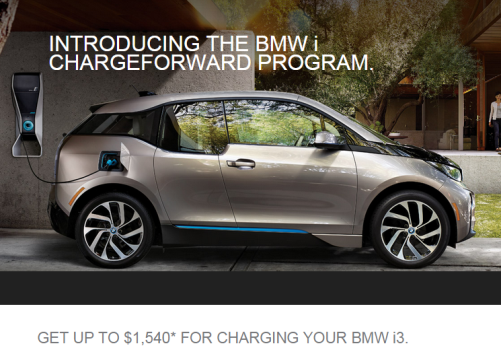 INTRODUCING THE BMW i
CHARGEFORWARD PROGRAM.
GET UP TO $1,540* FOR CHARGING YOUR BMW i3.